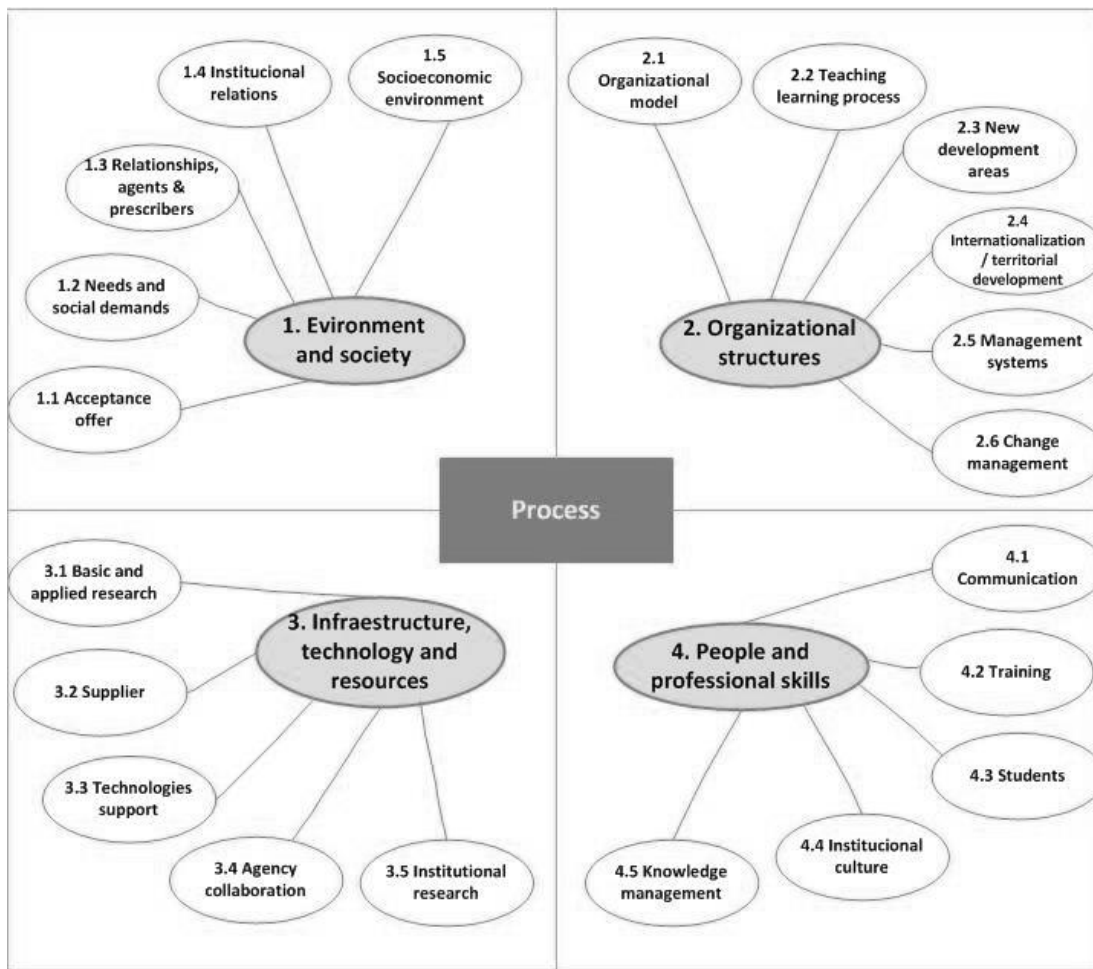 1.5
Socioeconomic
environment
1.4 Institucional
relations
1.3 Relationships,
agents &
prescribers
1.2 Needs and
social demands
1.1 Acceptance
offer
1. Evironment
and society
2.1
Organizational
model
2.2 Teaching
learning process
2.3 New
development
areas
2.4
Internationalization
/ territorial
development
2.5 Management
systems
2.6 Change
management
2. Organizational
structures
Process
3.1 Basic and
applied research
3. Infraestructure,
technology and
resources
3.2 Supplier
3.3 Technologies
support
3.4 Agency
collaboration
3.5 Institutional
research
4.1
Communication
4. People and
professional skills
4.2 Training
4.3 Students
4.4 Institucional
culture
4.5 Knowledge
management